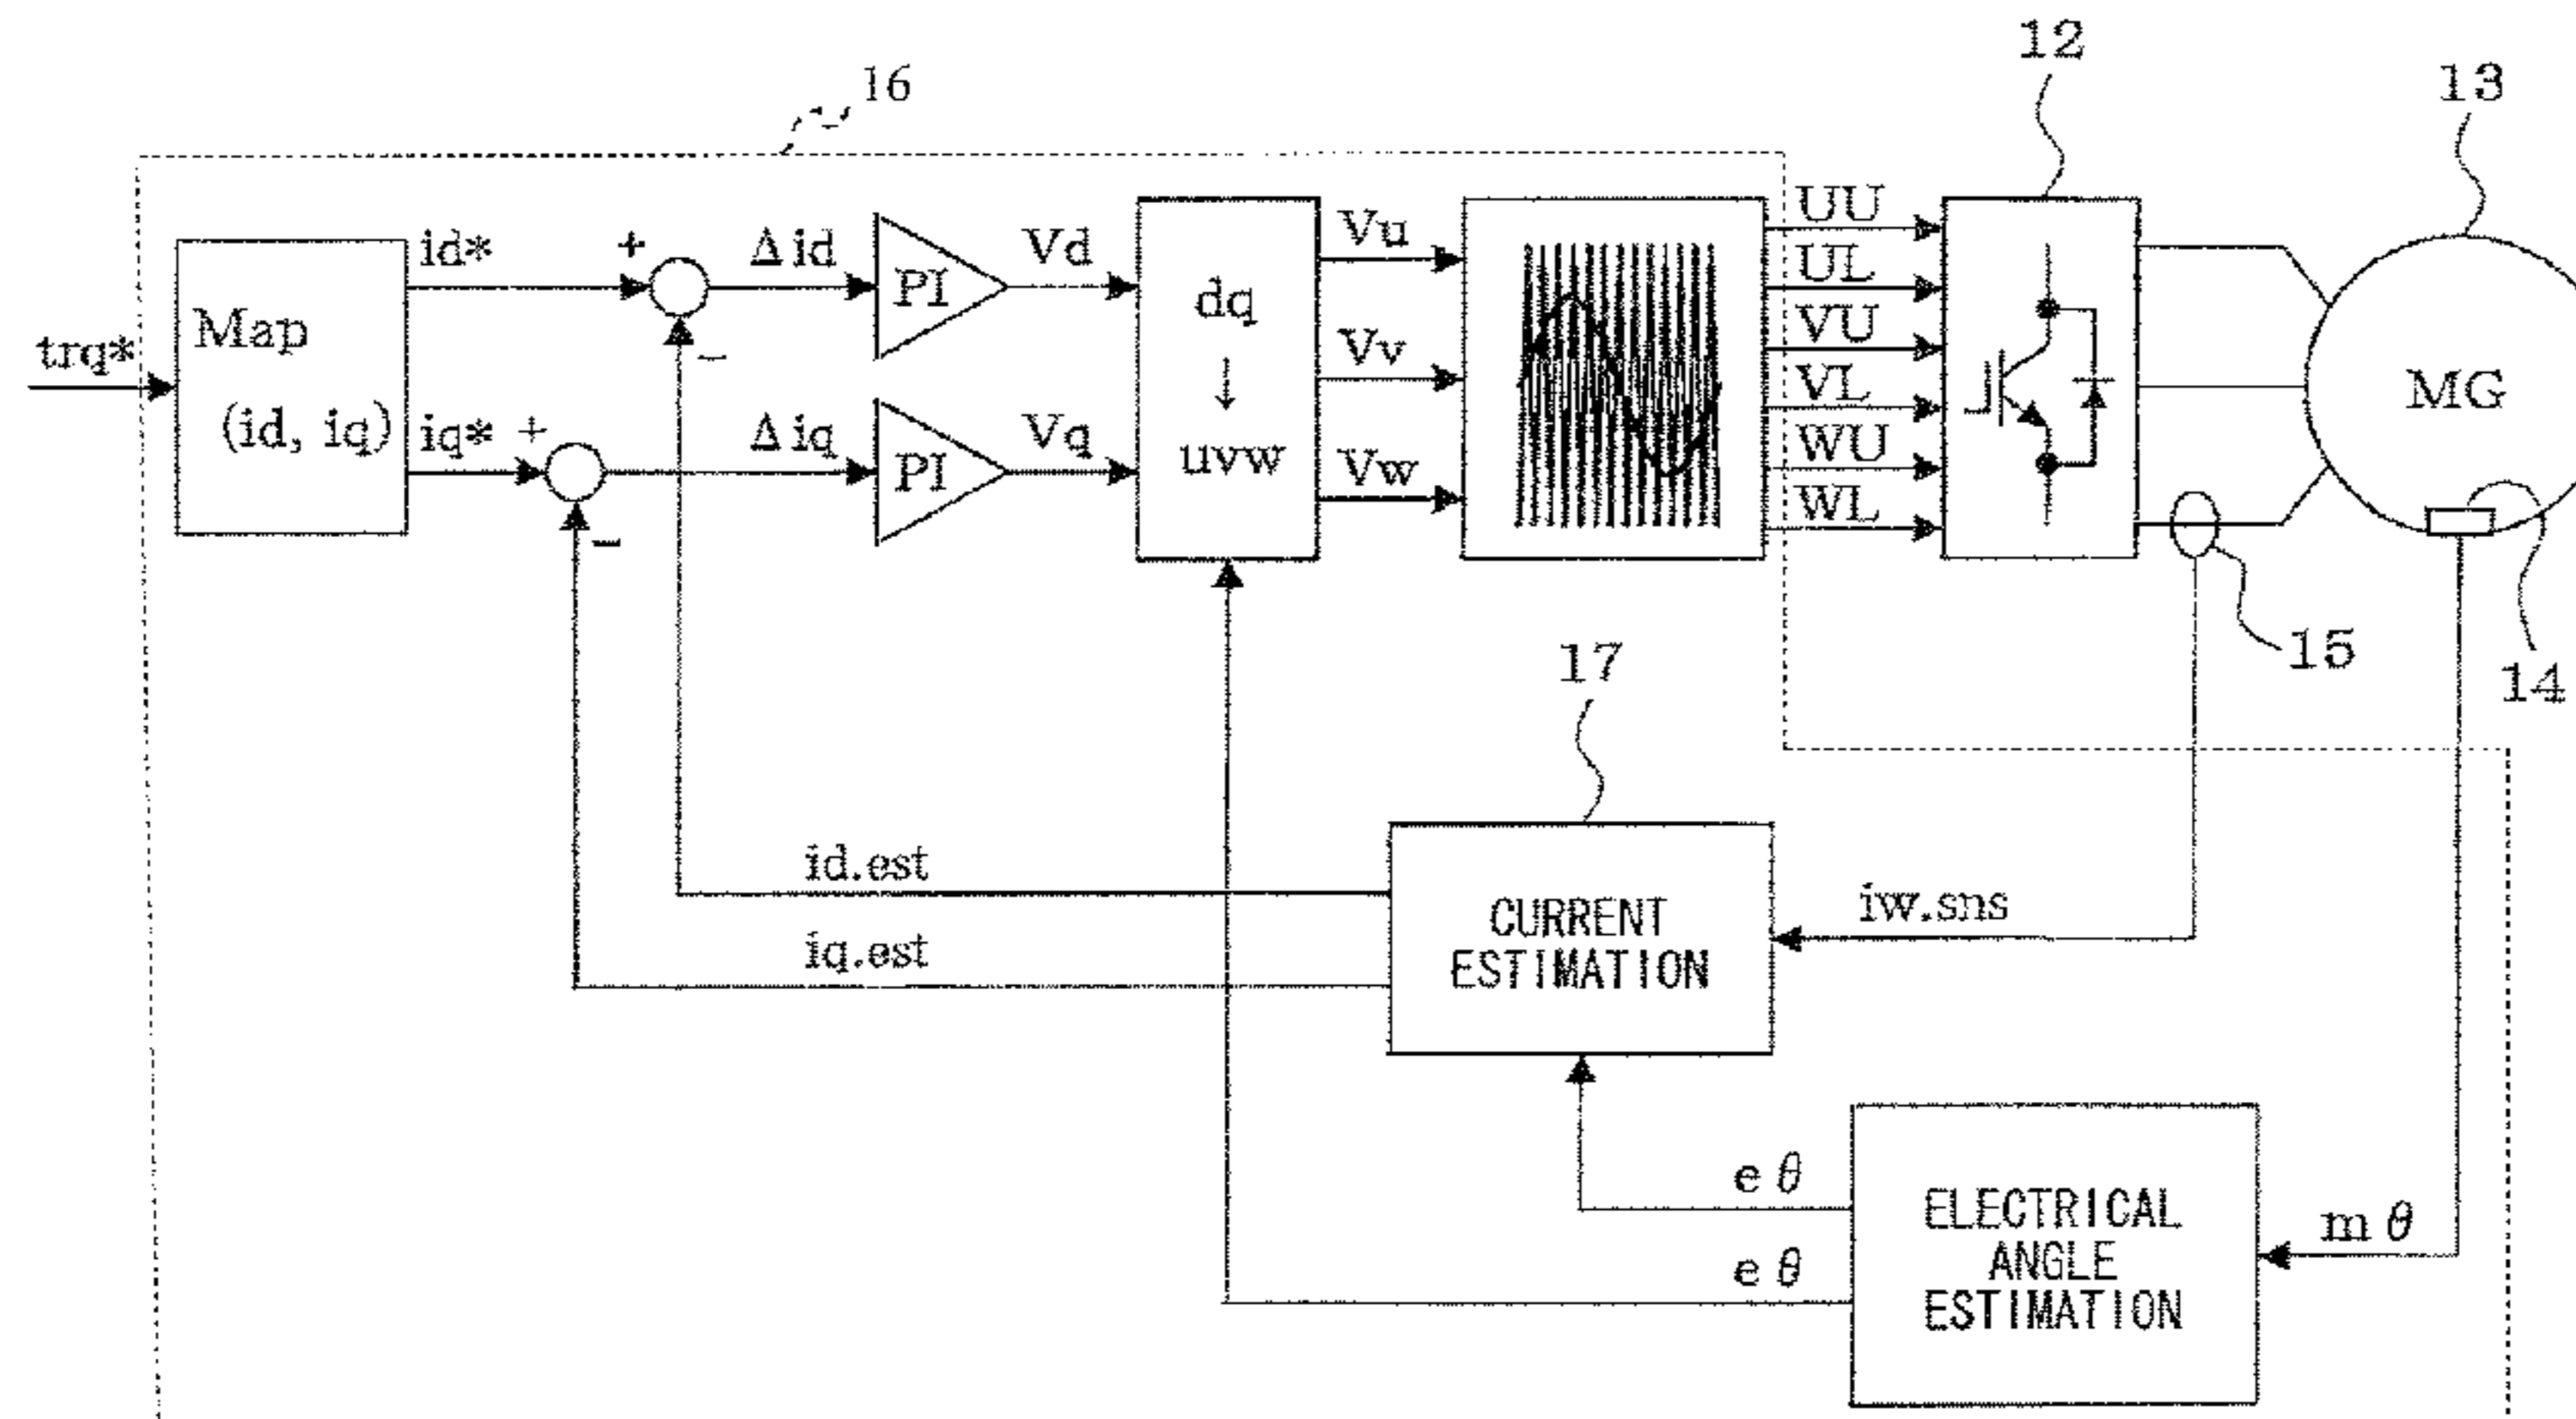 12
13
16
UU
id*
+
Δid
PI
Vd
dq
↓
uvw
Vu
UL
Map
(id, iq)
trq*
−
Vv
VU
VL
MG
iq*
+
Δiq
PI
Vq
Vw
WU
WL
−
15
14
17
id.est
iq.est
CURRENT
ESTIMATION
iw.sns
eθ
eθ
ELECTRICAL
ANGLE
ESTIMATION
mθ